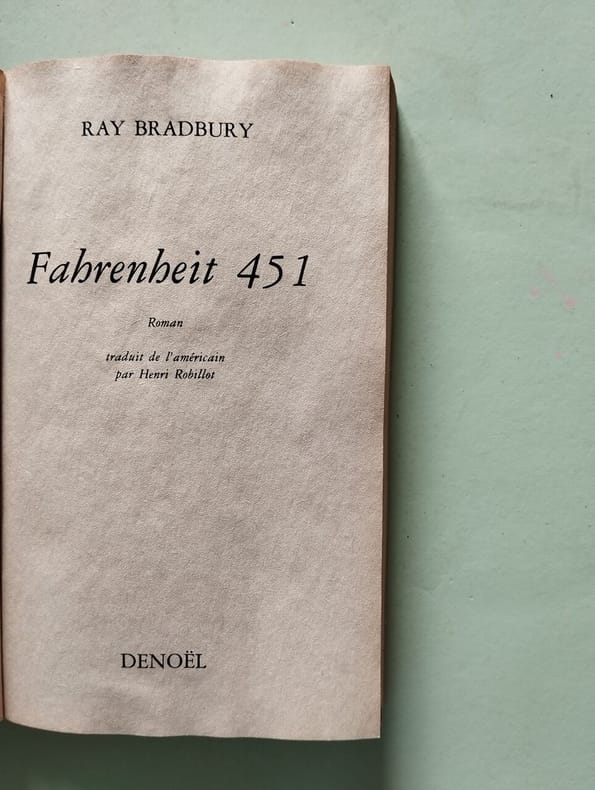 RAY BRADBURY
Fahrenheit 451
Roman
traduit de l'américain
par Henri Robillot
DENOËL